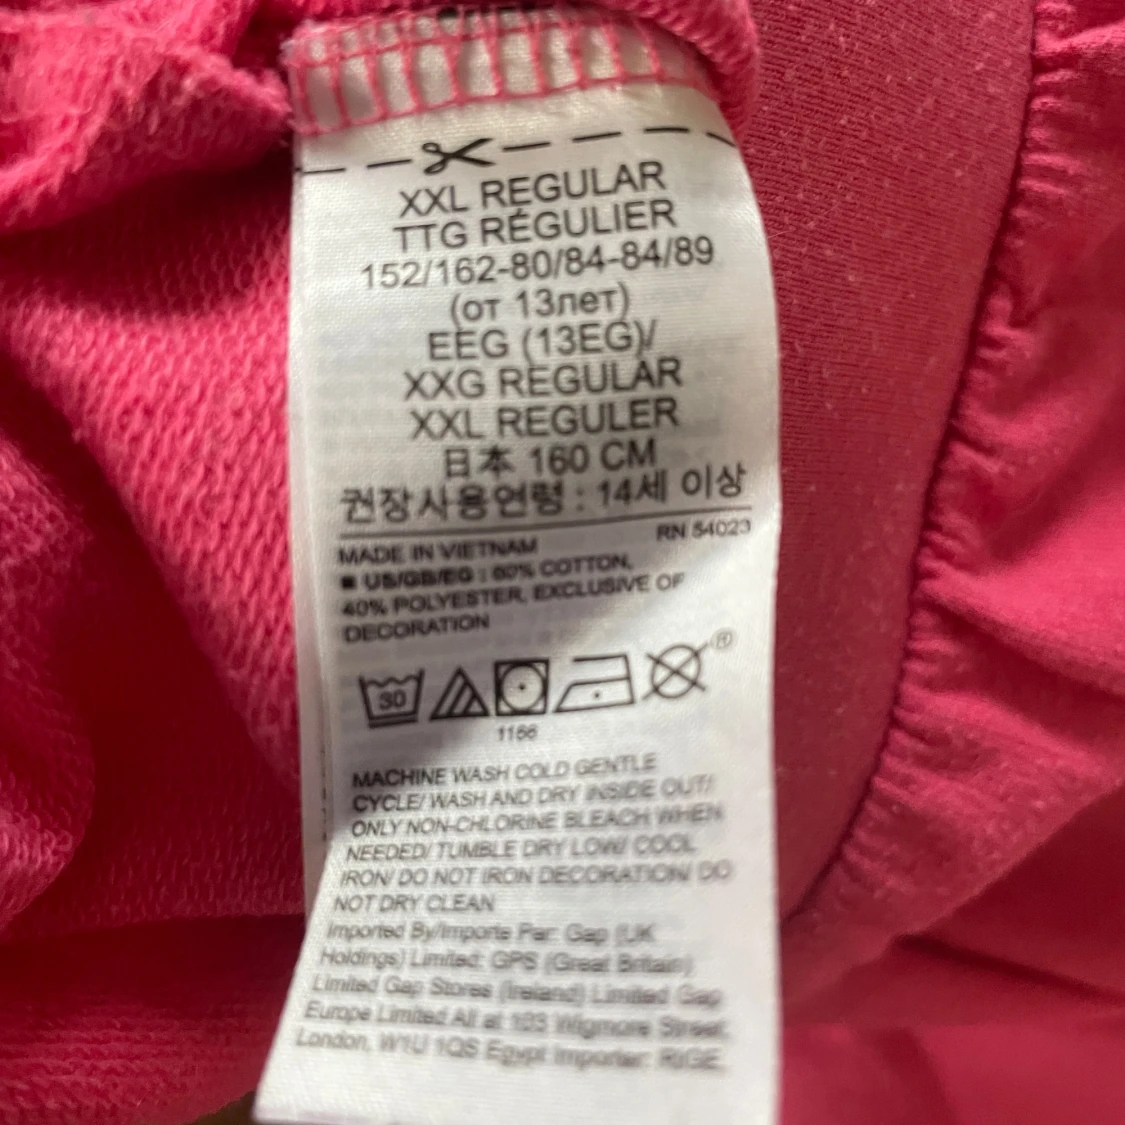 XXL REGULAR
TTG RÉGULIER
152/162-80/84-84/89
(от 13лет)
EEG (13EG)/
XXG REGULAR
XXL REGULER
日本 160 CM
권장사용연령 : 14세 이상
RN 54023
MADE IN VIETNAM
■ US/GB/EG : 60% COTTON,
40% POLYESTER, EXCLUSIVE OF
DECORATION
30
®
1166
MACHINE WASH COLD GENTLE
CYCLE/ WASH AND DRY INSIDE OUT/
ONLY NON-CHLORINE BLEACH WHEN
NEEDED/ TUMBLE DRY LOW/ COOL
IRON/ DO NOT IRON DECORATION/ DO
NOT DRY CLEAN
Imported By/Importe Par: Gap (UK
Holdings) Limited: GPS (Great Britain)
Limited Gap Stores (Ireland) Limited Gap
Europe Limited All at 103 Wigmore Street,
London, W1U 1QS Egypt Importer: RIGE,